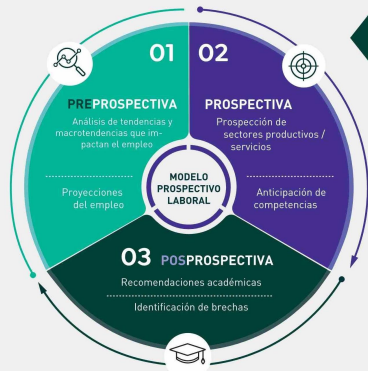 01
PREPROSPECTIVA
Análisis de tendencias y
macrotendencias que im-
pactan el empleo
Proyecciones
del empleo
02
PROSPECTIVA
Prospección de
sectores productivos /
servicios
Anticipación de
competencias
MODELO
PROSPECTIVO
LABORAL
03 POSPROSPECTIVA
Recomendaciones académicas
Identificación de brechas